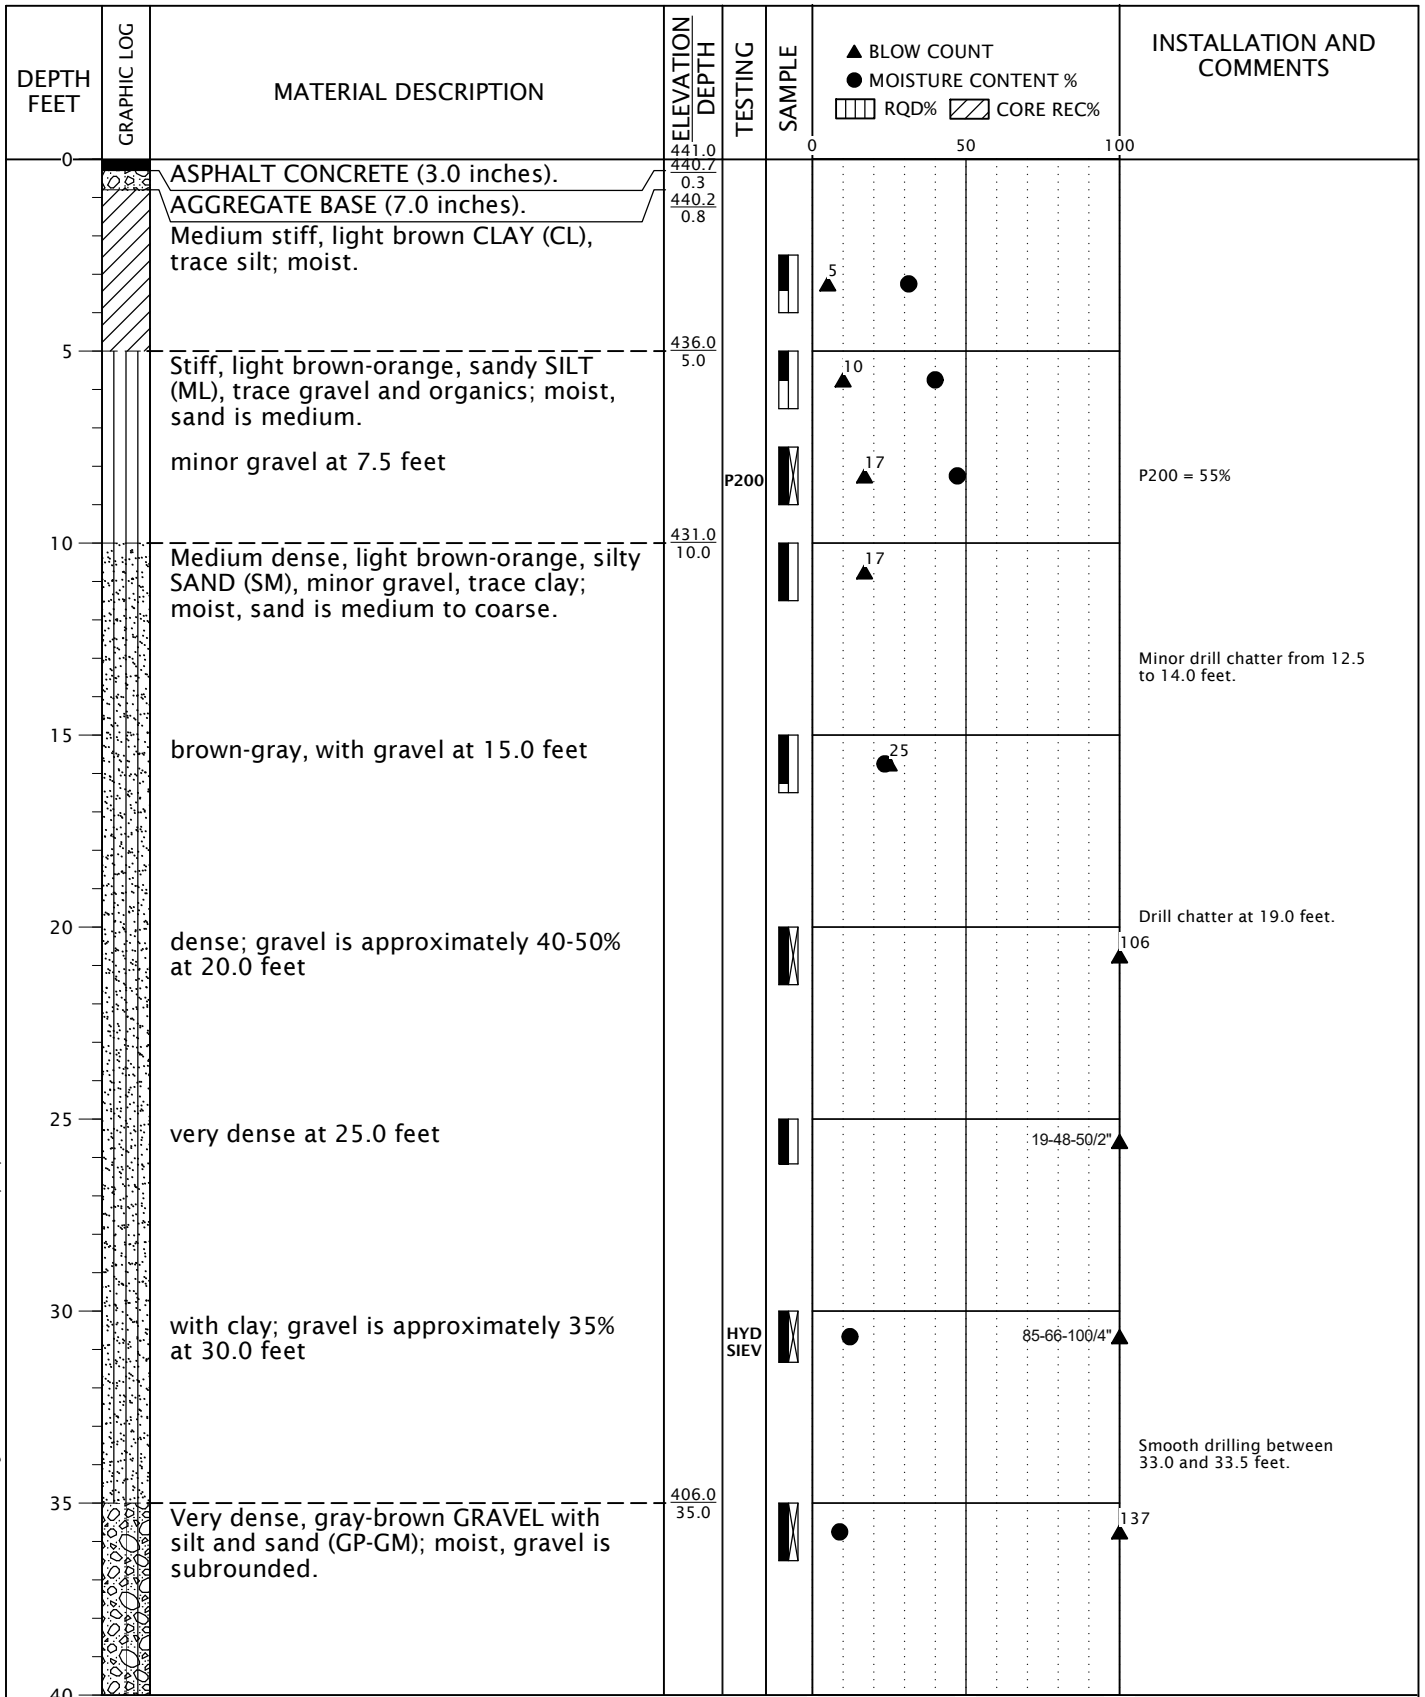 DEPTH
FEET
GRAPHIC LOG
MATERIAL DESCRIPTION
ELEVATION
DEPTH
TESTING
SAMPLE
▲ BLOW COUNT
● MOISTURE CONTENT %
RQD% CORE REC%
INSTALLATION AND
COMMENTS
0 50 100
0
441.0
440.7
0.3
ASPHALT CONCRETE (3.0 inches).
440.2
0.8
AGGREGATE BASE (7.0 inches).
Medium stiff, light brown CLAY (CL),
trace silt; moist.
5
5
436.0
5.0
Stiff, light brown-orange, sandy SILT
(ML), trace gravel and organics; moist,
sand is medium.
10
minor gravel at 7.5 feet
P200
17
P200 = 55%
10
431.0
10.0
Medium dense, light brown-orange, silty
SAND (SM), minor gravel, trace clay;
moist, sand is medium to coarse.
17
Minor drill chatter from 12.5
to 14.0 feet.
15
brown-gray, with gravel at 15.0 feet
25
Drill chatter at 19.0 feet.
20
dense; gravel is approximately 40-50%
at 20.0 feet
106
25
very dense at 25.0 feet
19-48-50/2"
30
with clay; gravel is approximately 35%
at 30.0 feet
HYD
SIEV
85-66-100/4"
Smooth drilling between
33.0 and 33.5 feet.
35
406.0
35.0
Very dense, gray-brown GRAVEL with
silt and sand (GP-GM); moist, gravel is
subrounded.
137
40